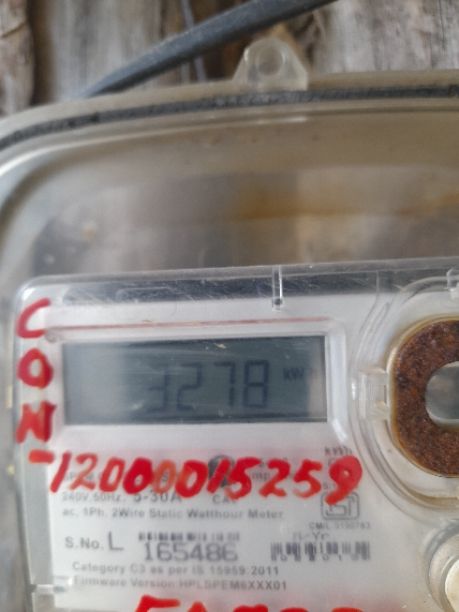 CON-
3278 kW
12000015259
240V,50Hz, 5-30A
ac, 1Ph, 2Wire Static Watthour Meter
S.No. L 165486
Category C3 as per IS 15959:2011
Firmware Version:HPLSPEM6XXX01